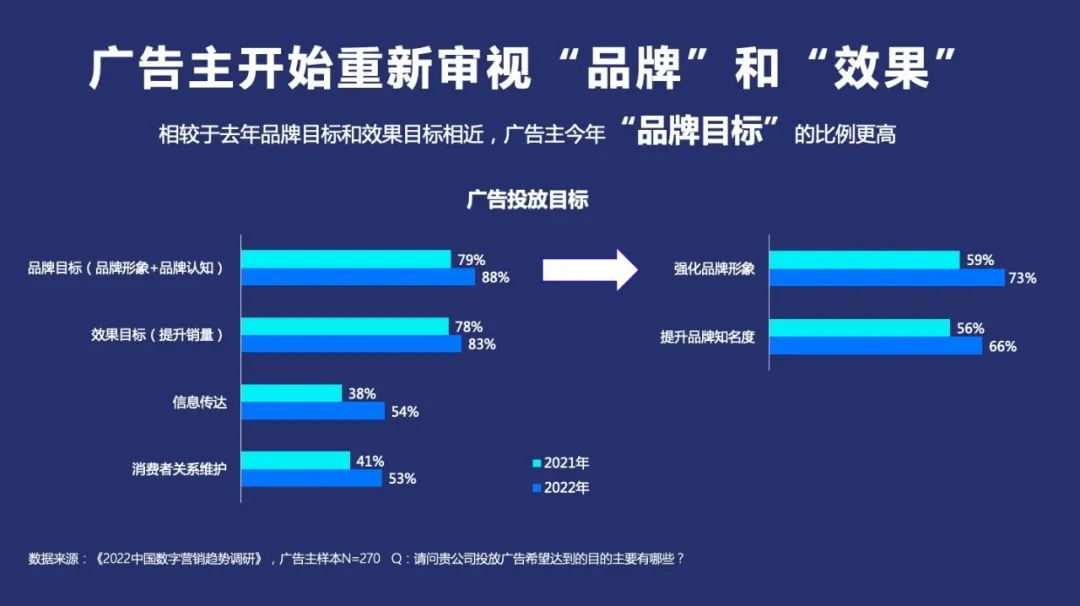 广告主开始重新审视“品牌”和“效果”
相较于去年品牌目标和效果目标相近，广告主今年“品牌目标”的比例更高
广告投放目标
品牌目标（品牌形象+品牌认知）
79%
88%
效果目标（提升销量）
78%
83%
信息传达
38%
54%
消费者关系维护
41%
53%
强化品牌形象
59%
73%
提升品牌知名度
56%
66%
2021年
2022年
数据来源：《2022中国数字营销趋势调研》，广告主样本N=270 Q：请问贵公司投放广告希望达到的目的主要有哪些？